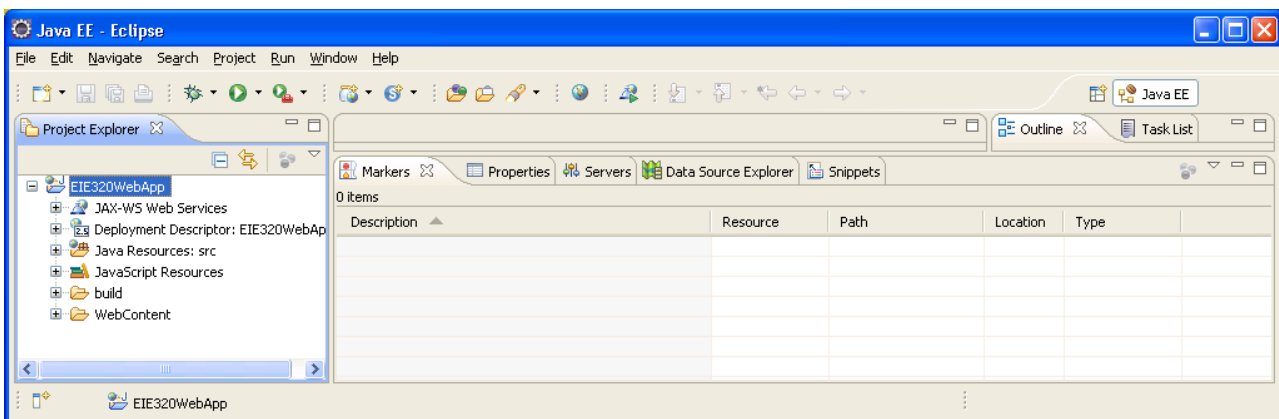 Java EE - Eclipse
File Edit Navigate Search Project Run Window Help
Java EE
Project Explorer
Outline Task List
Markers Properties Servers Data Source Explorer Snippets
0 items
Description Resource Path Location Type
EIE320WebApp
JAX-WS Web Services
2.5 Deployment Descriptor: EIE320WebAp
Java Resources: src
JavaScript Resources
build
WebContent
EIE320WebApp